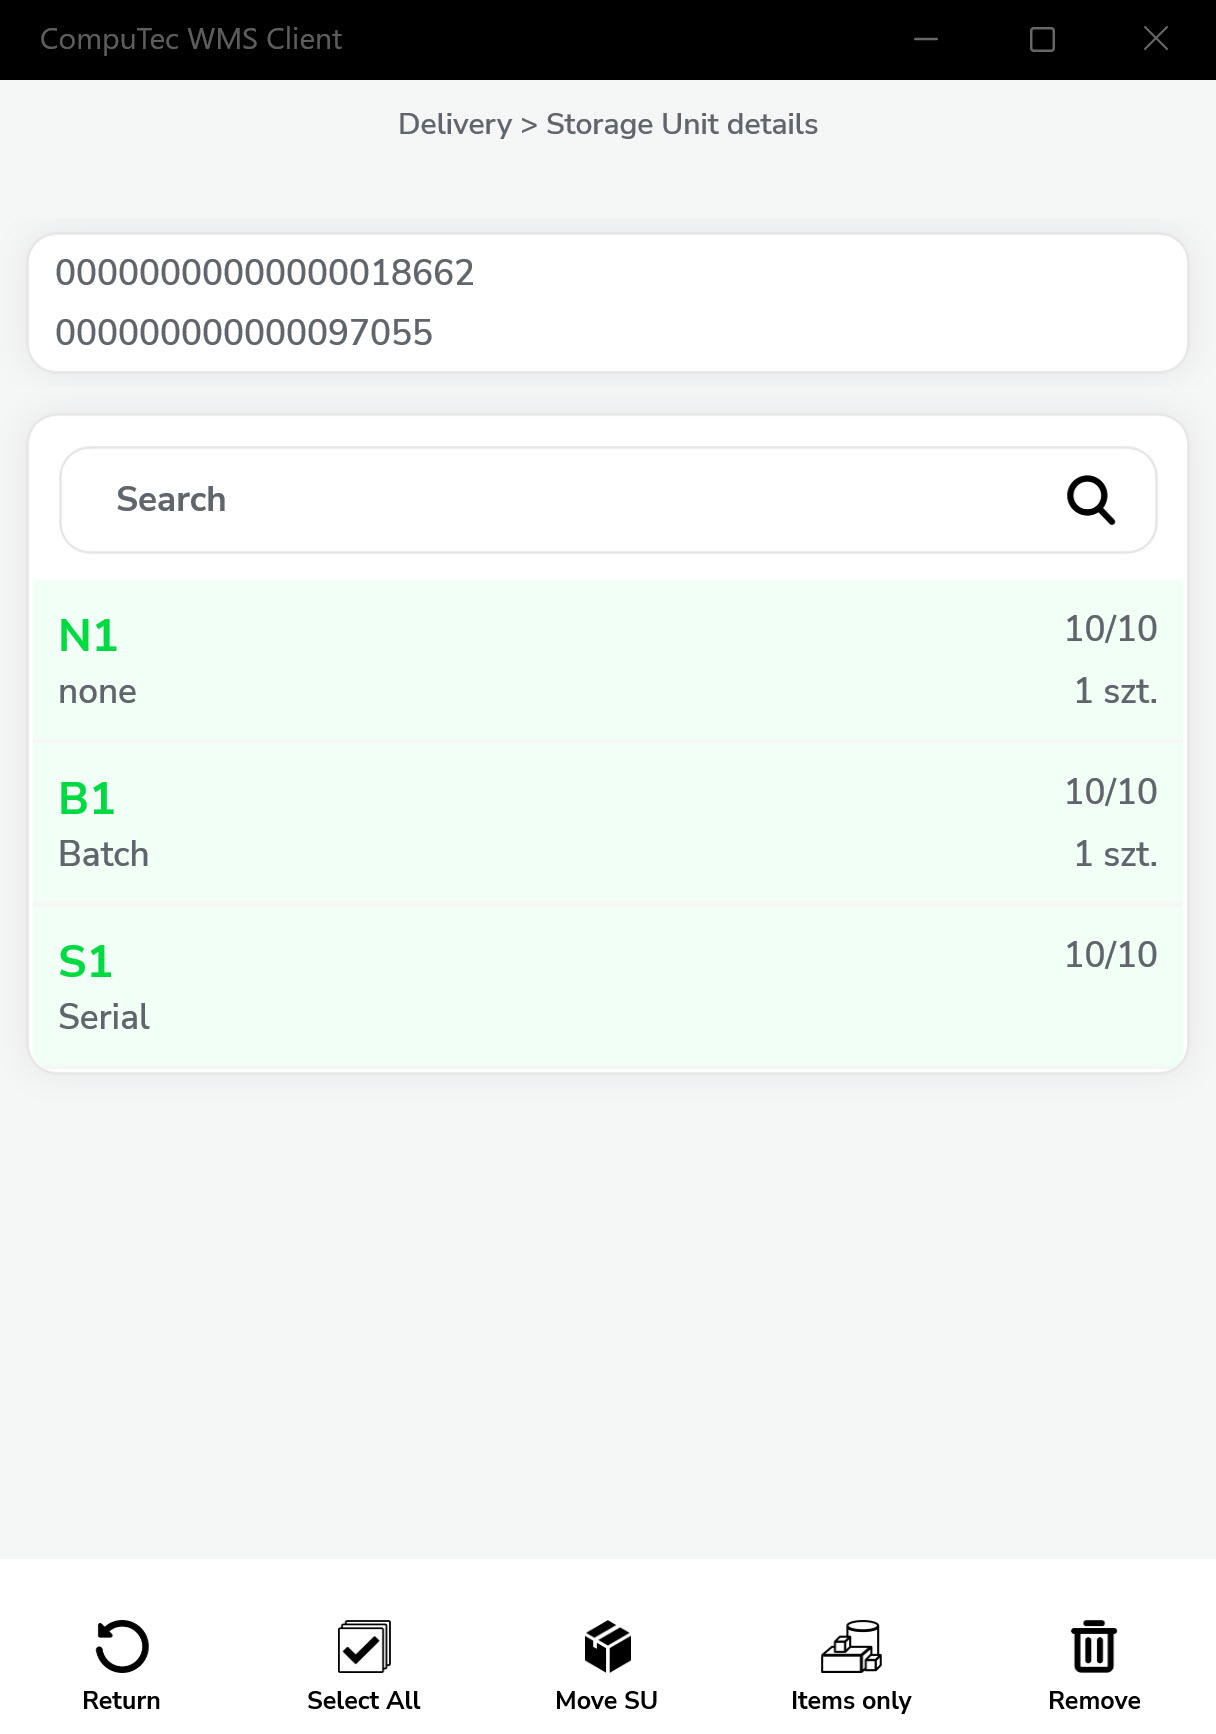 CompuTec WMS Client
Delivery > Storage Unit details
00000000000000018662
000000000000097055
Search
N1
10/10
none
1 szt.
B1
10/10
Batch
1 szt.
S1
10/10
Serial
Return
Select All
Move SU
Items only
Remove